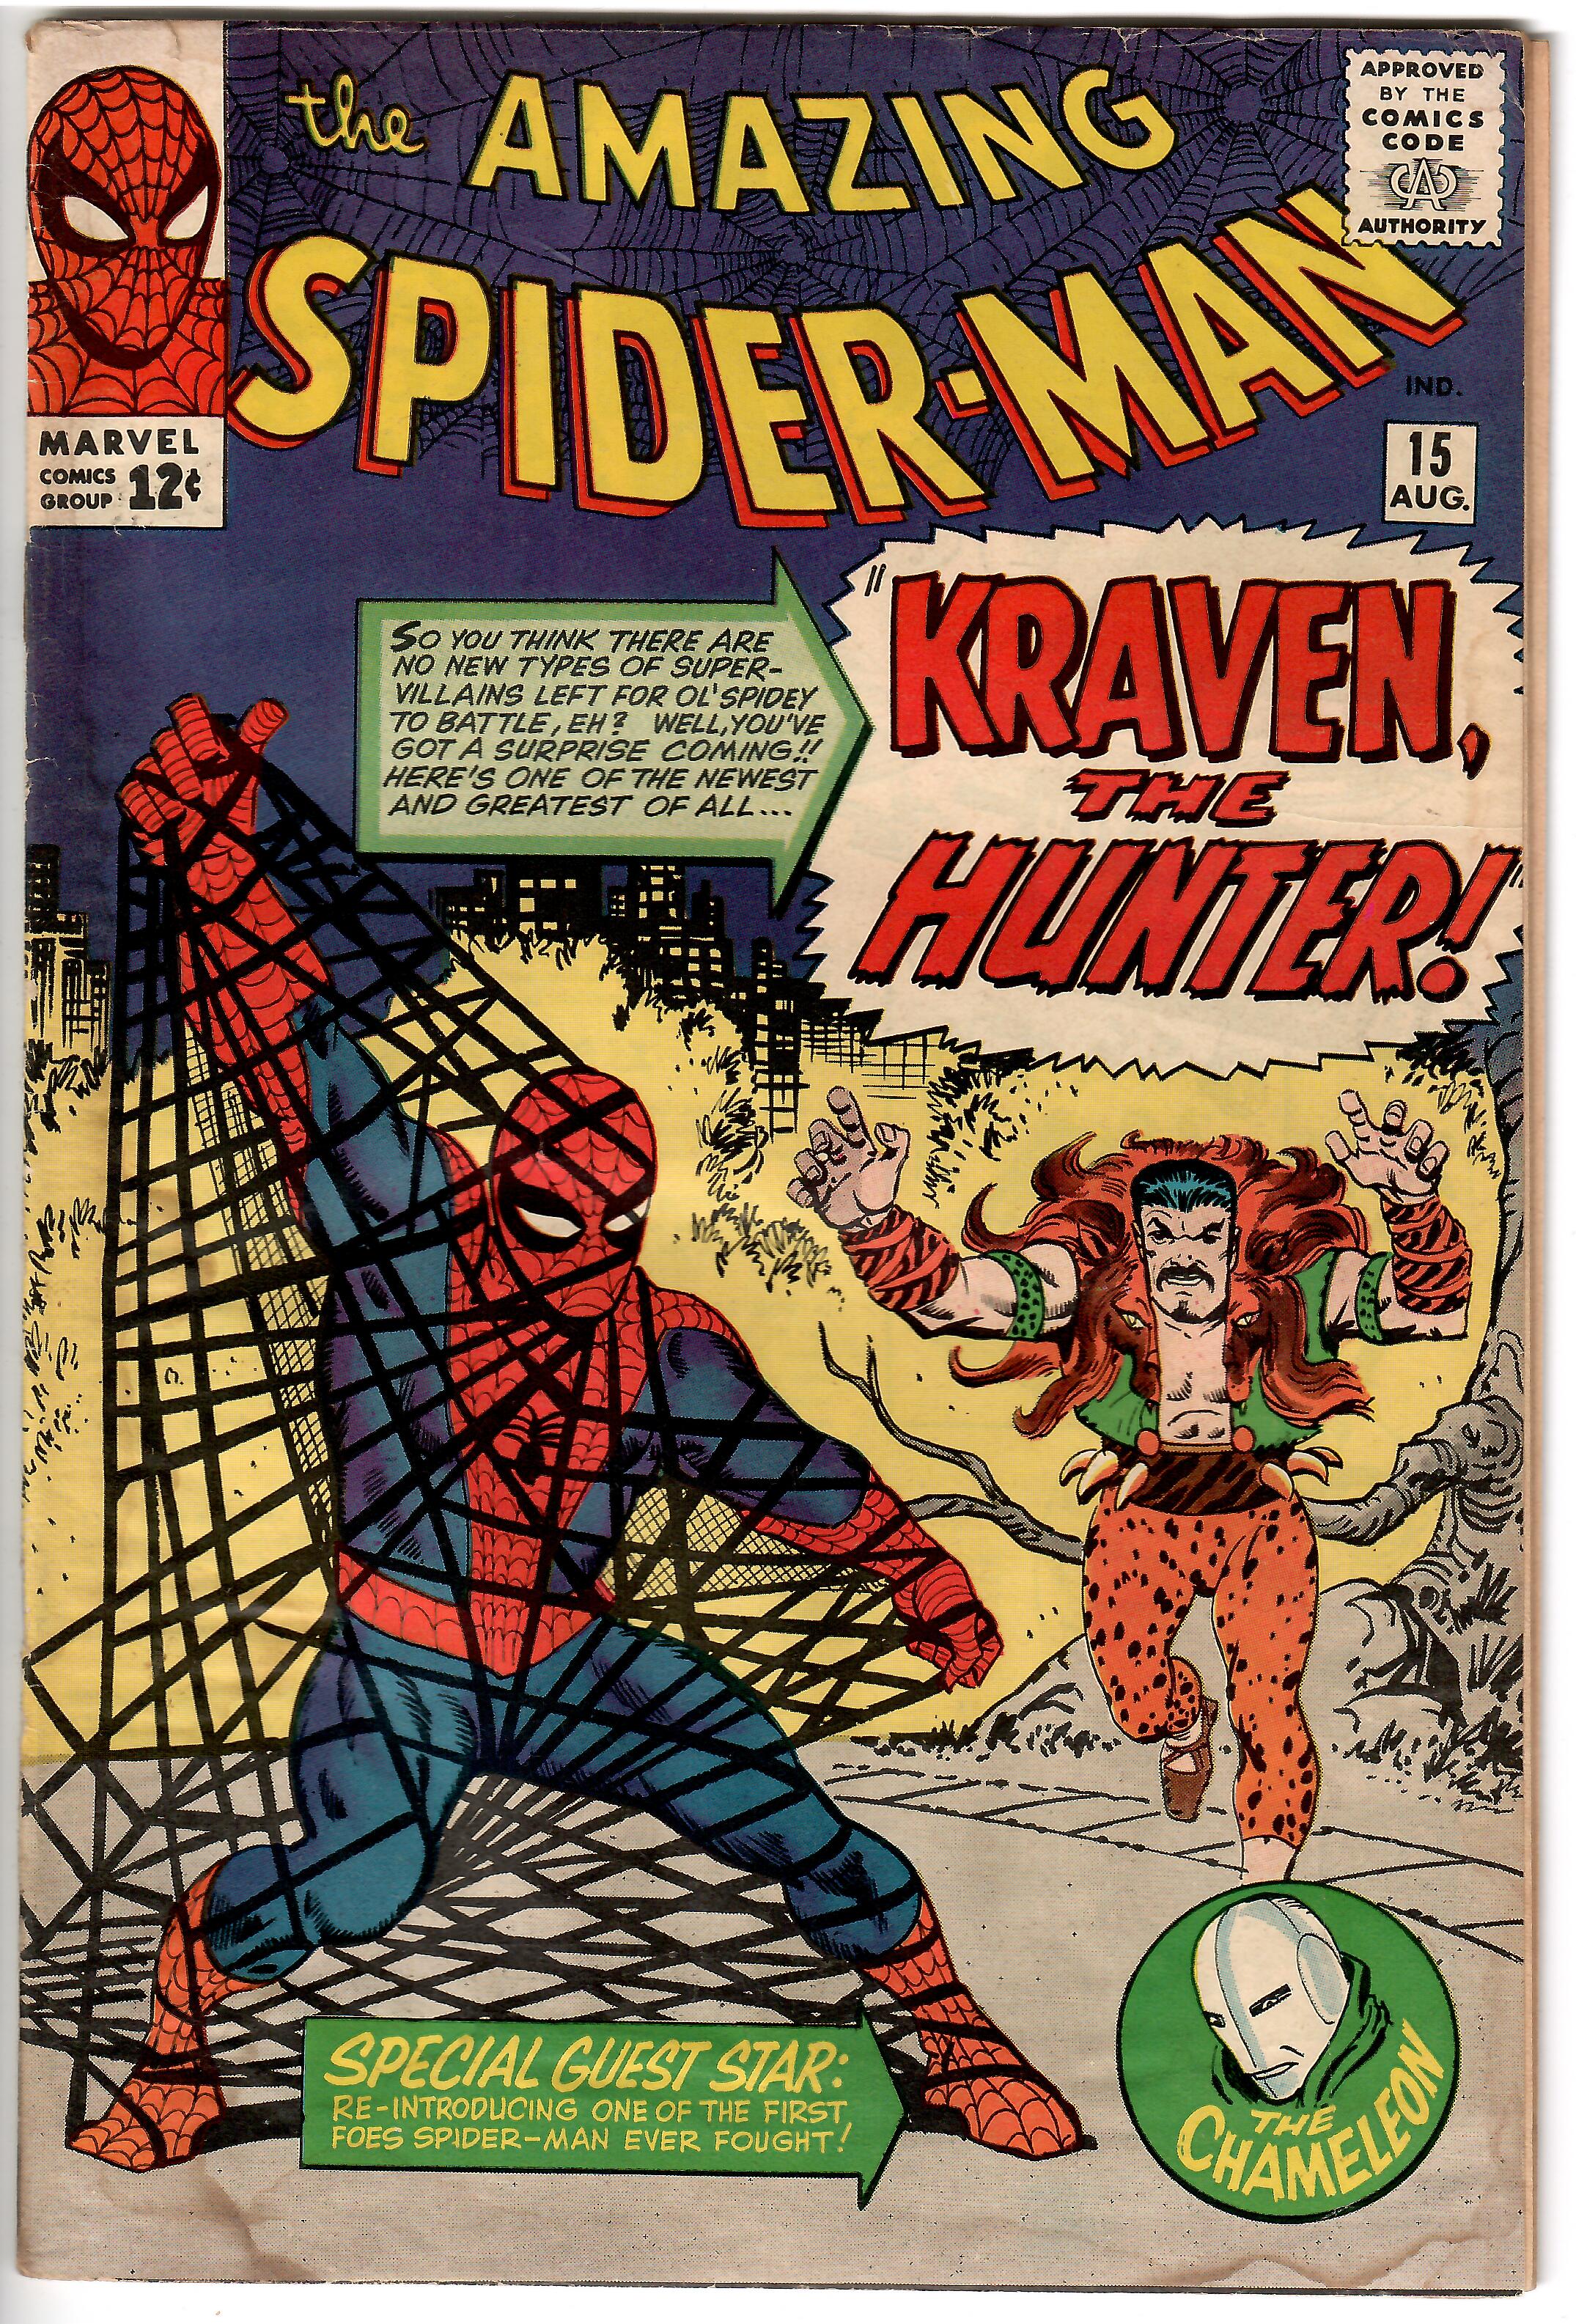 the AMAZING
SPIDER-MAN
APPROVED
BY THE
COMICS
CODE
CA
AUTHORITY
MARVEL
COMICS
GROUP 12¢
IND.
15
AUG.
SO YOU THINK THERE ARE
NO NEW TYPES OF SUPER-
VILLAINS LEFT FOR OL' SPIDEY
TO BATTLE, EH? WELL, YOU'VE
GOT A SURPRISE COMING!!
HERE'S ONE OF THE NEWEST
AND GREATEST OF ALL...
"KRAVEN,
THE
HUNTER!"
SPECIAL GUEST STAR:
RE-INTRODUCING ONE OF THE FIRST
FOES SPIDER-MAN EVER FOUGHT!
THE
CHAMELEON